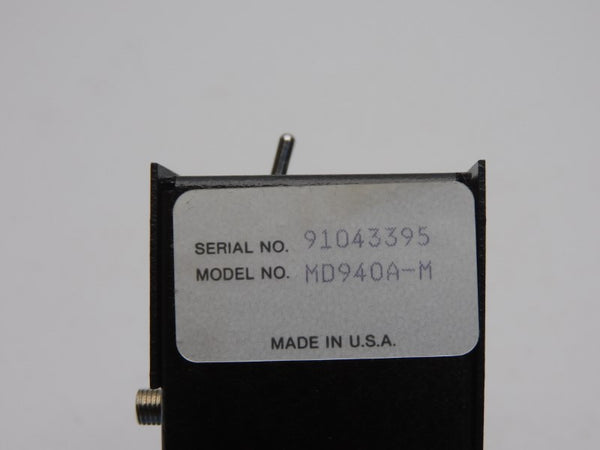 SERIAL NO. 91043395
MODEL NO. MD940A-M
MADE IN U.S.A.